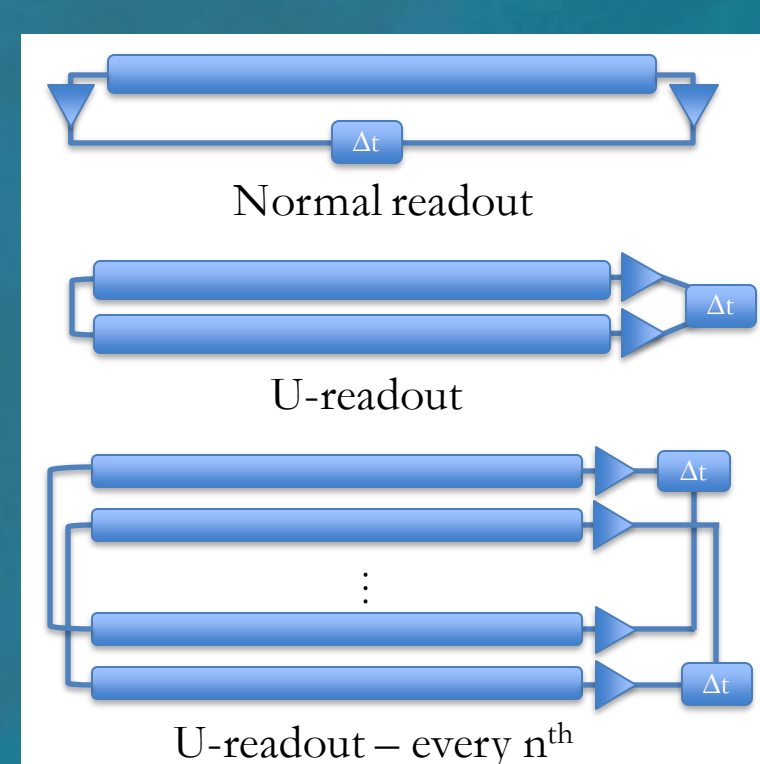 Δt
Normal readout
Δt
U-readout
Δt
⋮
Δt
U-readout – every nth